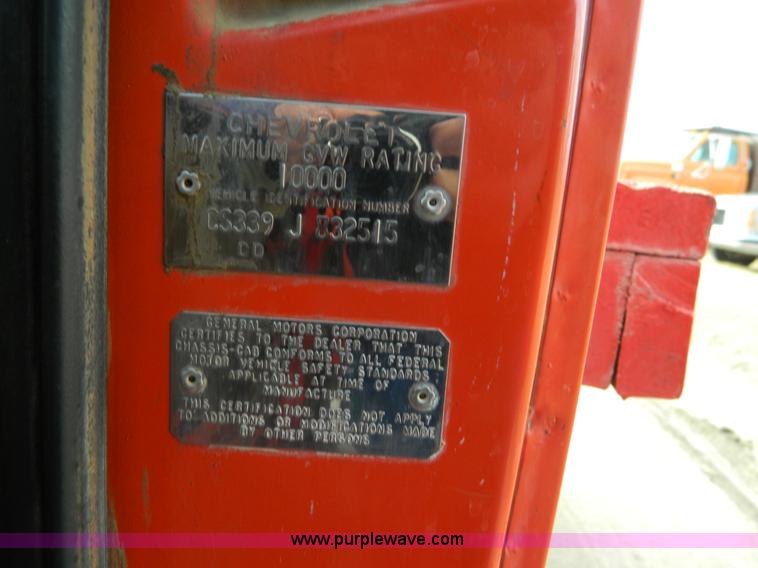 CHEVROLET
MAXIMUM GVW RATING
10000
VEHICLE IDENTIFICATION NUMBER
CS339 J 832515
DD
GENERAL MOTORS CORPORATION
CERTIFIES TO THE DEALER THAT THIS
CHASSIS-CAB CONFORMS TO ALL FEDERAL
MOTOR VEHICLE SAFETY STANDARDS
APPLICABLE AT TIME OF
MANUFACTURE
THIS CERTIFICATION DOES NOT APPLY
TO ADDITIONS OR MODIFICATIONS MADE
BY OTHER PERSONS
www.purplewave.com